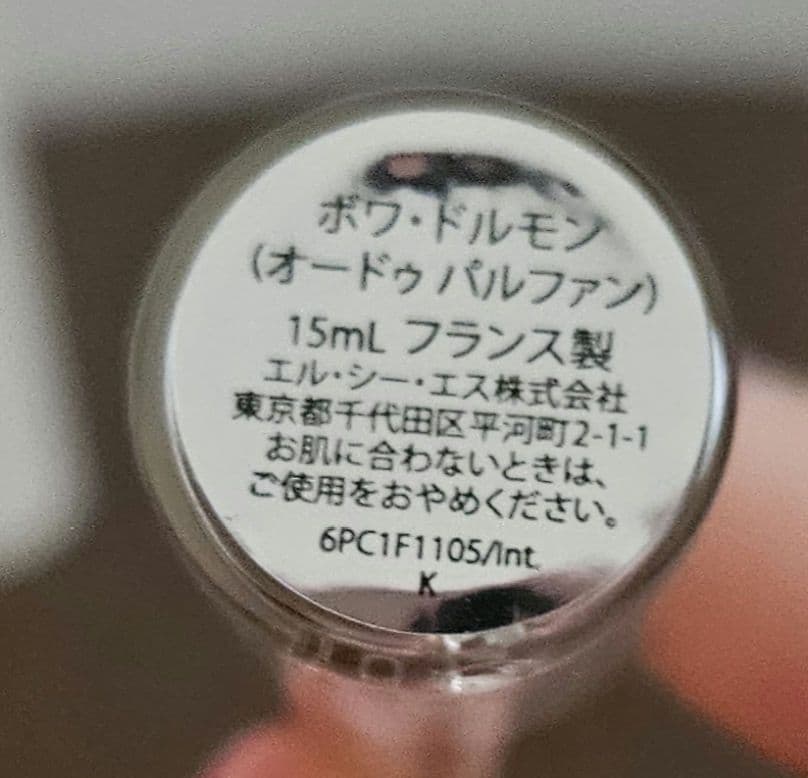 ボワ・ドルモン
(オードゥ パルファン)
15mL フランス製
エル・シー・エス株式会社
東京都千代田区平河町2-1-1
お肌に合わないときは、
ご使用をおやめください。
6PC1F1105/Int.
K